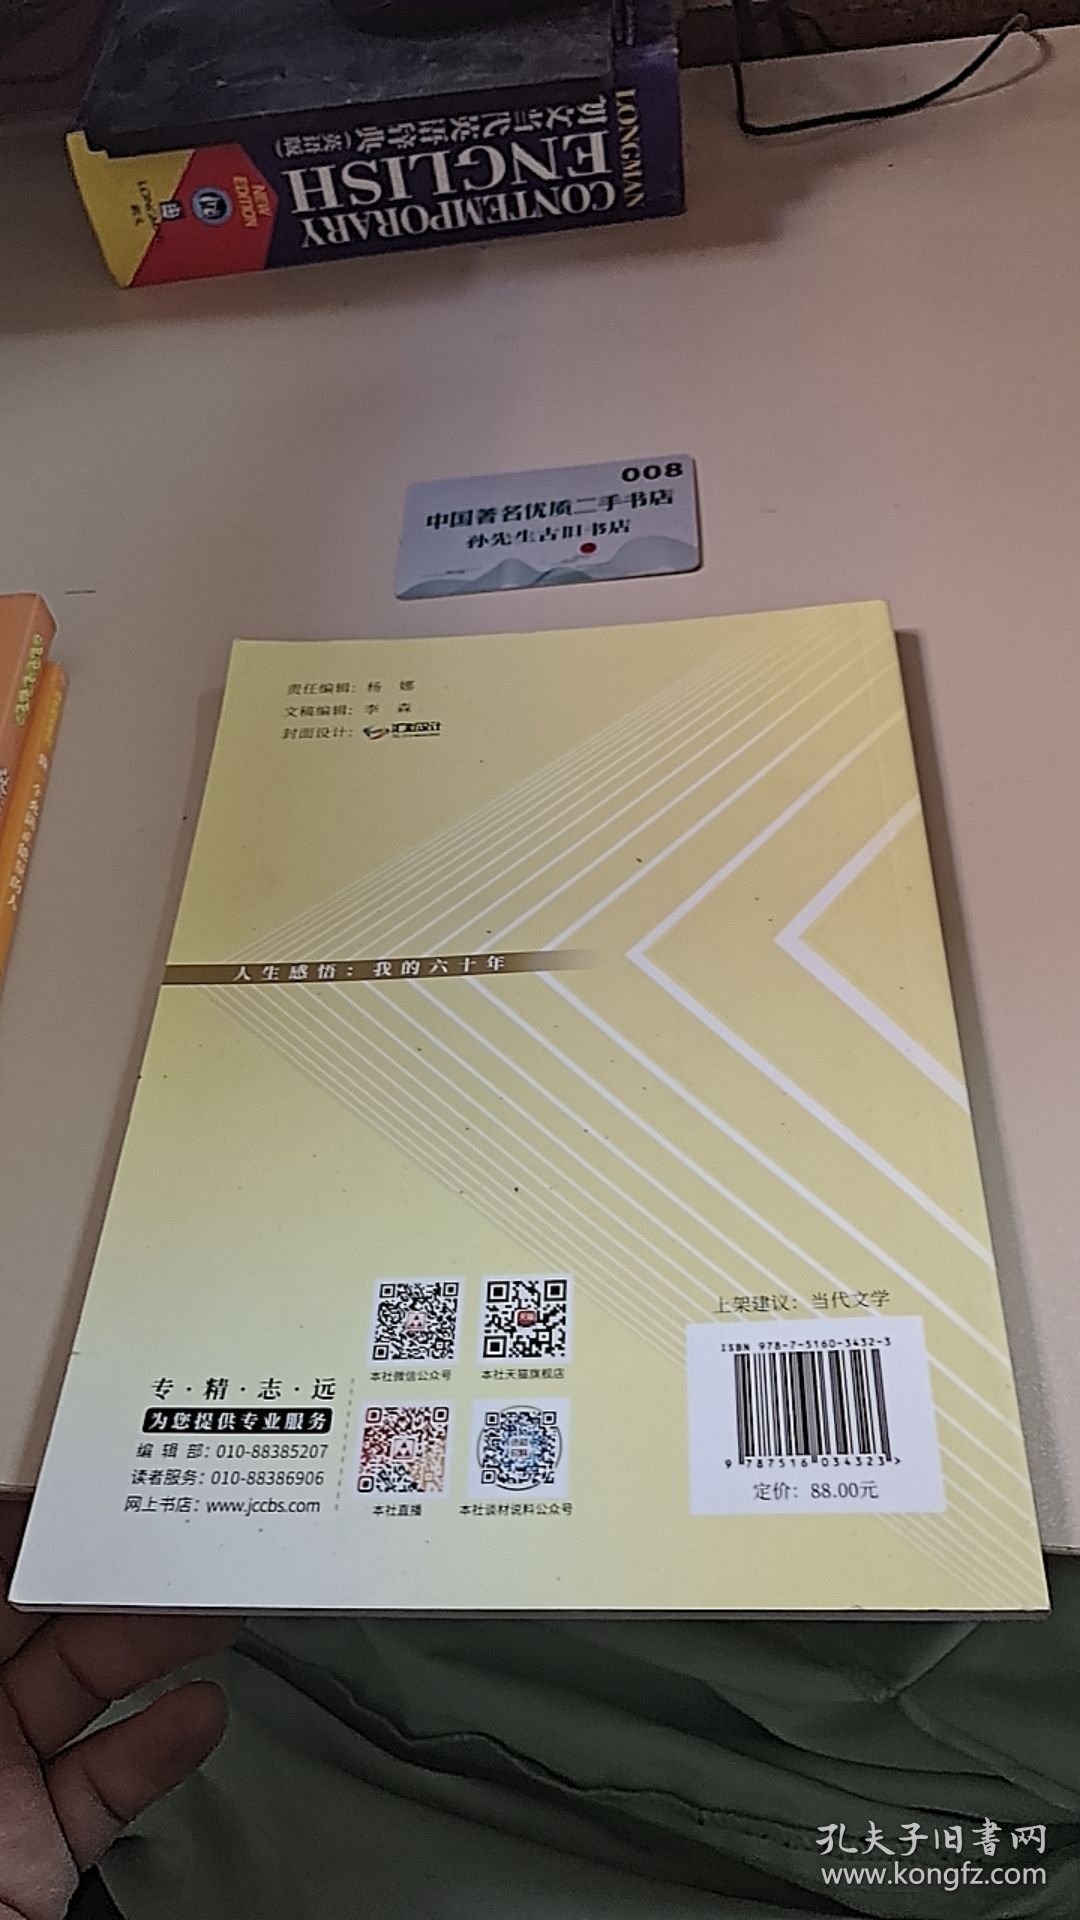 LONGMAN
CONTEMPORARY
ENGLISH
朗文当代英语辞典(英语版)
NEW
EDITION
008
中国著名优质二手书店
孙先生古旧书店
责任编辑：杨 娜
文稿编辑：李 森
封面设计：
人生感悟：我的六十年
上架建议：当代文学
ISBN 978-7-5160-3432-3
9 787516 034323 >
定价：88.00元
本社微信公众号
本社天猫旗舰店
专·精·志·远
为您提供专业服务
编 辑 部：010-88385207
读者服务：010-88386906
网上书店：www.jccbs.com
本社直播
本社谈材说料公众号
孔夫子旧書网
www.kongfz.com